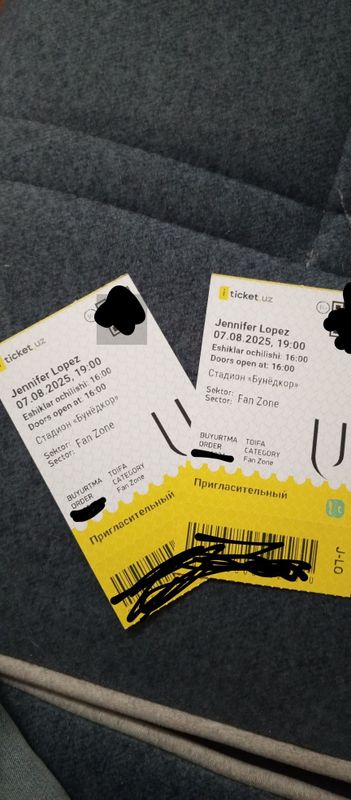 iticket.uz
Jennifer Lopez
07.08.2025, 19:00
Eshiklar ochilishi: 16:00
Doors open at: 16:00
Стадион «Бунёдкор»
Sektor: Fan Zone
Sector:
BUYURTMA TOIFA
ORDER CATEGORY
Fan Zone
Пригласительный
iticket.uz
Jennifer Lopez
07.08.2025, 19:00
Eshiklar ochilishi: 16:00
Doors open at: 16:00
Стадион «Бунёдкор»
Sektor: Fan Zone
Sector:
BUYURTMA TOIFA
ORDER CATEGORY
Fan Zone
Пригласительный
J-LO